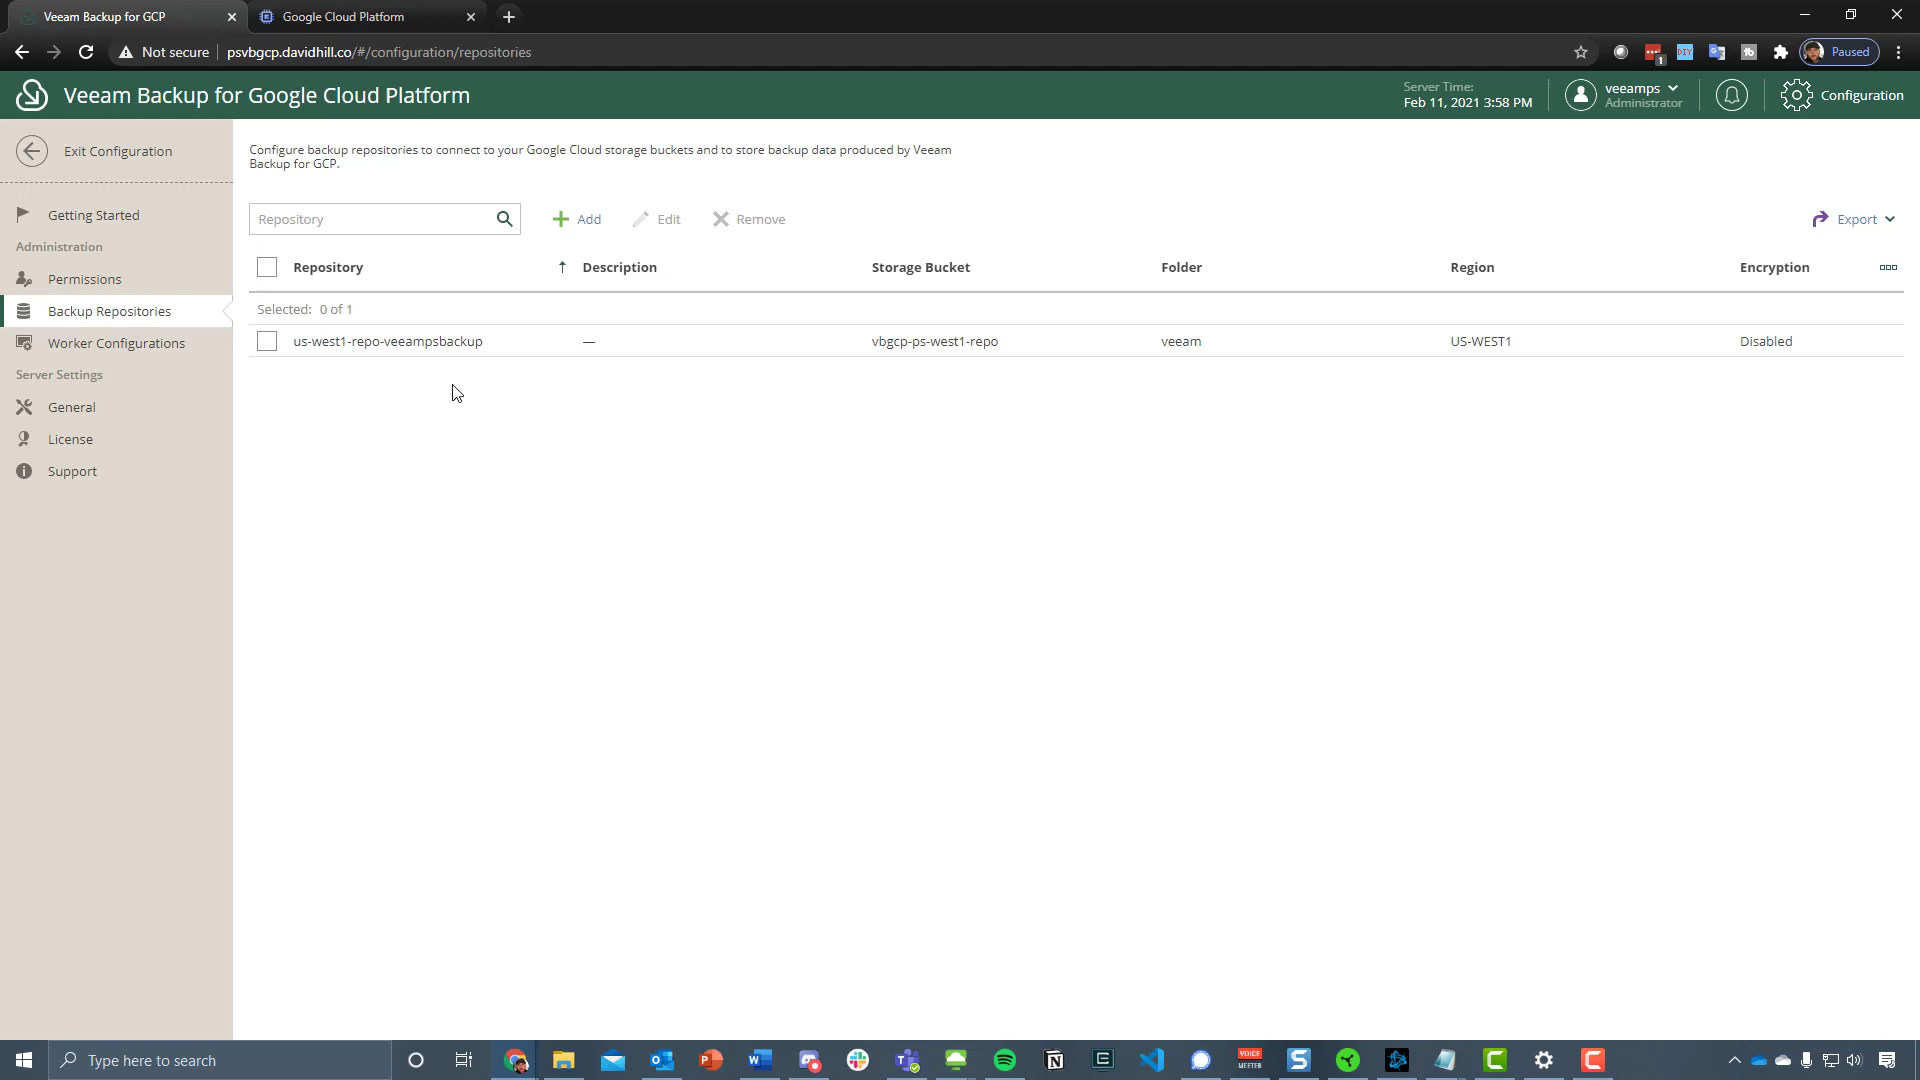 Veeam Backup for GCP
Google Cloud Platform
Not secure
psvbgcp.davidhill.co/#/configuration/repositories
1
DIY
Paused
Veeam Backup for Google Cloud Platform
Server Time:
Feb 11, 2021 3:58 PM
veeamps
Administrator
Configuration
Exit Configuration
Getting Started
Administration
Permissions
Backup Repositories
Worker Configurations
Server Settings
General
License
Support
Configure backup repositories to connect to your Google Cloud storage buckets and to store backup data produced by Veeam
Backup for GCP.
Repository
Add
Edit
Remove
Export
Repository
Description
Storage Bucket
Folder
Region
Encryption
Selected: 0 of 1
us-west1-repo-veeampsbackup
—
vbgcp-ps-west1-repo
veeam
US-WEST1
Disabled
Type here to search
VOICE
MEETER